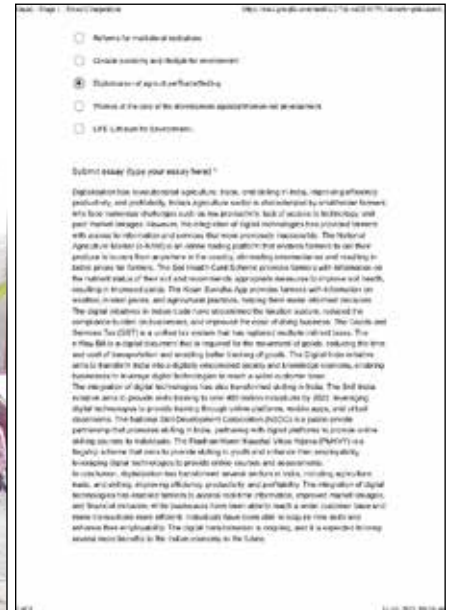 Reforms for multilateral institutions
Circular economy and lifestyle for environment
Digitalization of agri
LiFE: Lifestyle for Environment.
Submit essay (type your essay here) *
Digitalization has revolutionized agriculture, trade, and skilling in India, improving efficiency
productivity, and profitability. India's agriculture sector is characterized by smallholder farmers
who face numerous challenges such as low productivity, lack of access to technology, and
poor market linkages. However, the integration of digital technologies has provided farmers
with access to information and services that were previously inaccessible. The National
Agriculture Market (e-NAM) is an online trading platform that enables farmers to sell their
produce to buyers from anywhere in the country, eliminating intermediaries and resulting in
better prices for farmers. The Soil Health Card Scheme provides farmers with information on
the nutrient status of their soil and recommends appropriate measures to improve soil health,
resulting in improved yields. The Kisan Suvidha App provides farmers with information on
weather, market prices, and agricultural practices, helping them make informed decisions.
The digital initiatives in Indian trade have streamlined the taxation system, reduced the
compliance burden on businesses, and improved the ease of doing business. The Goods and
Services Tax (GST) is a unified tax system that has replaced multiple indirect taxes. The
e-Way Bill is a digital document that is required for the movement of goods, reducing the time
and cost of transportation and enabling better tracking of goods. The Digital India initiative
aims to transform India into a digitally empowered society and knowledge economy, enabling
businesses to leverage digital technologies to reach a wider customer base.
The integration of digital technologies has also transformed skilling in India. The Skill India
initiative aims to provide skills training to over 400 million individuals by 2022, leveraging
digital technologies to provide training through online platforms, mobile apps, and virtual
classrooms. The National Skill Development Corporation (NSDC) is a public-private
partnership that promotes skilling in India, partnering with digital platforms to provide online
skilling courses to individuals. The Pradhan Mantri Kaushal Vikas Yojana (PMKVY) is a
flagship scheme that aims to provide skilling to youth and enhance their employability,
leveraging digital technologies to provide online courses and assessments.
In conclusion, digitalization has transformed several sectors in India, including agriculture
trade, and skilling, improving efficiency, productivity and profitability. The integration of digital
technologies has enabled farmers to access real-time information, improved market linkages,
and financial inclusion, while businesses have been able to reach a wider customer base and
make transactions more efficient. Individuals have been able to acquire new skills and
enhance their employability. The digital transformation is ongoing, and it is expected to bring
several more benefits to the Indian economy in the future.